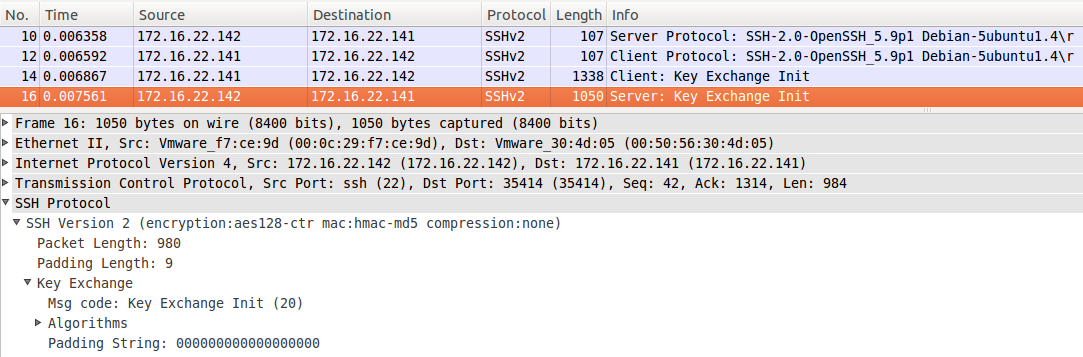 No. Time Source Destination Protocol Length Info
10 0.006358 172.16.22.142 172.16.22.141 SSHv2 107 Server Protocol: SSH-2.0-OpenSSH_5.9p1 Debian-5ubuntu1.4\r
12 0.006592 172.16.22.141 172.16.22.142 SSHv2 107 Client Protocol: SSH-2.0-OpenSSH_5.9p1 Debian-5ubuntu1.4\r
14 0.006867 172.16.22.141 172.16.22.142 SSHv2 1338 Client: Key Exchange Init
16 0.007561 172.16.22.142 172.16.22.141 SSHv2 1050 Server: Key Exchange Init
Frame 16: 1050 bytes on wire (8400 bits), 1050 bytes captured (8400 bits)
Ethernet II, Src: Vmware_f7:ce:9d (00:0c:29:f7:ce:9d), Dst: Vmware_30:4d:05 (00:50:56:30:4d:05)
Internet Protocol Version 4, Src: 172.16.22.142 (172.16.22.142), Dst: 172.16.22.141 (172.16.22.141)
Transmission Control Protocol, Src Port: ssh (22), Dst Port: 35414 (35414), Seq: 42, Ack: 1314, Len: 984
SSH Protocol
SSH Version 2 (encryption:aes128-ctr mac:hmac-md5 compression:none)
Packet Length: 980
Padding Length: 9
Key Exchange
Msg code: Key Exchange Init (20)
Algorithms
Padding String: 000000000000000000